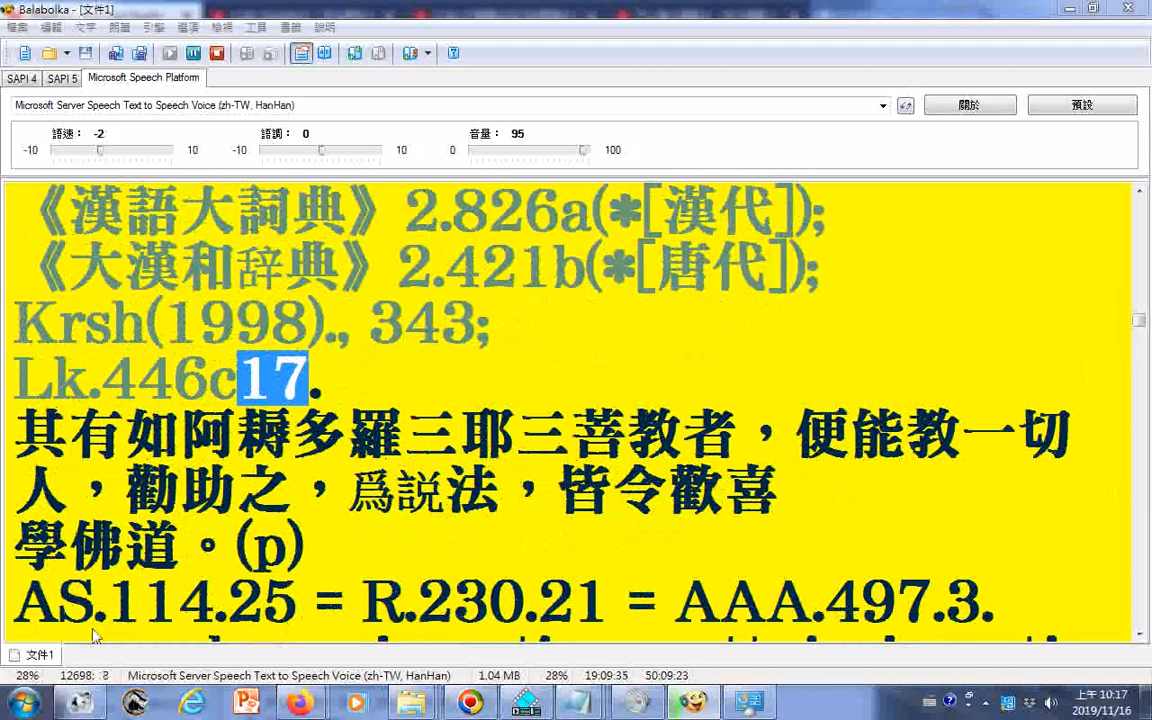 Balabolka - [文件1]
檔案 編輯 文字 朗讀 引擎 選項 檢視 工具 書籤 說明
SAPI 4 SAPI 5 Microsoft Speech Platform
Microsoft Server Speech Text to Speech Voice (zh-TW, HanHan) 關於 預設
語速: -2 語調: 0 音量: 95
-10 10 -10 10 0 100
《漢語大詞典》2.826a(*[漢代]);
《大漢和辞典》2.421b(*[唐代]);
Krsh(1998)., 343;
Lk.446c17.
其有如阿耨多羅三耶三菩教者，便能教一切
人，勸助之，爲説法，皆令歡喜
學佛道。(p)
AS.114.25 = R.230.21 = AAA.497.3.
文件1
28% 12698: 8 Microsoft Server Speech Text to Speech Voice (zh-TW, HanHan) 1.04 MB 28% 19:09:35 50:09:23
上午 10:17
2019/11/16